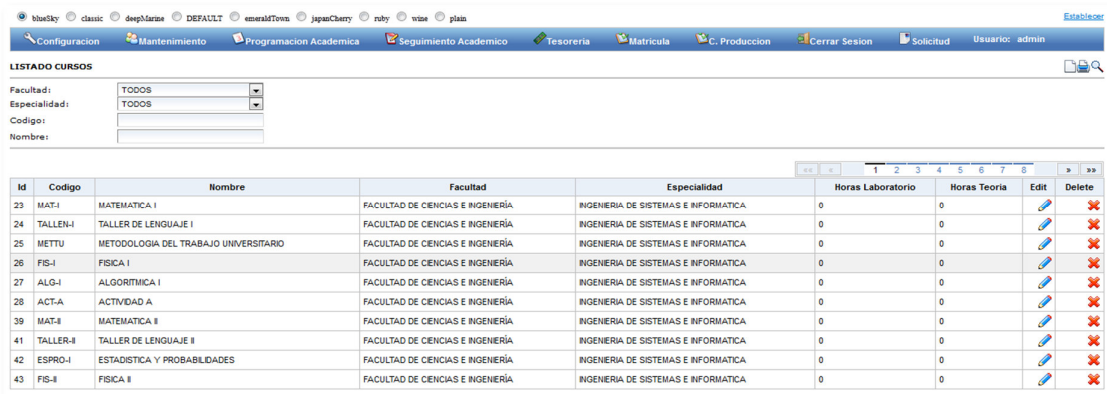 blueSky classic deepMarine DEFAULT emeraldTown japanCherry ruby wine plain Establecer
Configuracion Mantenimiento Programacion Academica Seguimiento Academico Tesoreria Matricula C. Produccion Cerrar Sesion Solicitud Usuario: admin
LISTADO CURSOS
Facultad: TODOS
Especialidad: TODOS
Codigo:
Nombre:
<< < 1 2 3 4 5 6 7 8 » »»
Id Codigo Nombre Facultad Especialidad Horas Laboratorio Horas Teoria Edit Delete
23 MAT-I MATEMATICA I FACULTAD DE CIENCIAS E INGENIERÍA INGENIERIA DE SISTEMAS E INFORMATICA 0 0
24 TALLEN-I TALLER DE LENGUAJE I FACULTAD DE CIENCIAS E INGENIERÍA INGENIERIA DE SISTEMAS E INFORMATICA 0 0
25 METTU METODOLOGIA DEL TRABAJO UNIVERSITARIO FACULTAD DE CIENCIAS E INGENIERÍA INGENIERIA DE SISTEMAS E INFORMATICA 0 0
26 FIS-I FISICA I FACULTAD DE CIENCIAS E INGENIERÍA INGENIERIA DE SISTEMAS E INFORMATICA 0 0
27 ALG-I ALGORITMICA I FACULTAD DE CIENCIAS E INGENIERÍA INGENIERIA DE SISTEMAS E INFORMATICA 0 0
28 ACT-A ACTIVIDAD A FACULTAD DE CIENCIAS E INGENIERÍA INGENIERIA DE SISTEMAS E INFORMATICA 0 0
39 MAT-II MATEMATICA II FACULTAD DE CIENCIAS E INGENIERÍA INGENIERIA DE SISTEMAS E INFORMATICA 0 0
41 TALLER-II TALLER DE LENGUAJE II FACULTAD DE CIENCIAS E INGENIERÍA INGENIERIA DE SISTEMAS E INFORMATICA 0 0
42 ESPRO-I ESTADISTICA Y PROBABILIDADES FACULTAD DE CIENCIAS E INGENIERÍA INGENIERIA DE SISTEMAS E INFORMATICA 0 0
43 FIS-II FISICA II FACULTAD DE CIENCIAS E INGENIERÍA INGENIERIA DE SISTEMAS E INFORMATICA 0 0